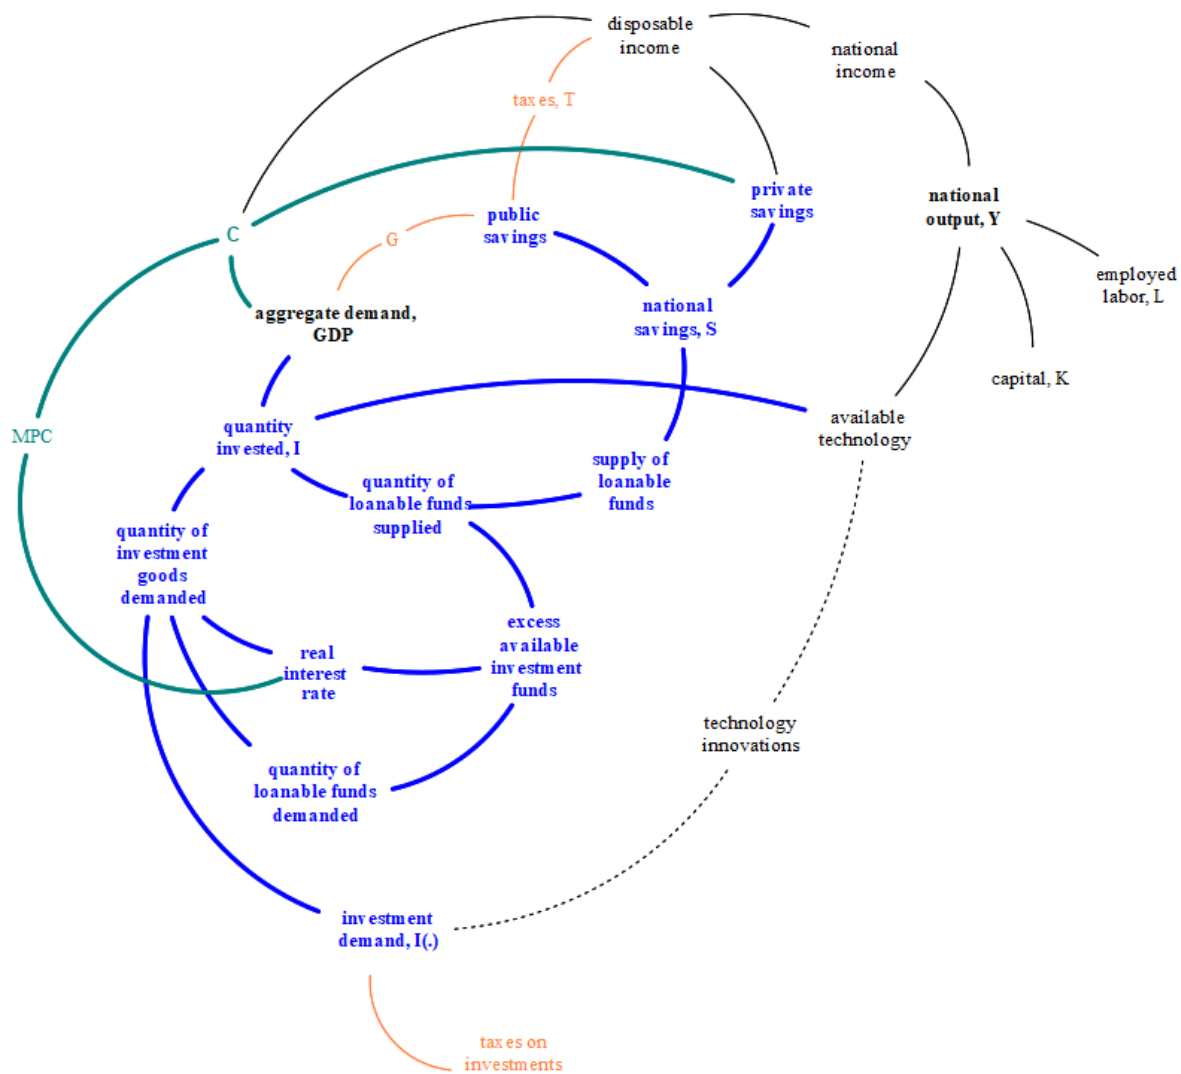 disposable
income
national
income
taxes, T
private
savings
national
output, Y
public
savings
C
G
employed
labor, L
national
savings, S
aggregate demand,
GDP
capital, K
available
technology
quantity
invested, I
MPC
supply of
loanable
funds
quantity of
loanable funds
supplied
quantity of
investment
goods
demanded
excess
available
investment
funds
real
interest
rate
technology
innovations
quantity of
loanable funds
demanded
investment
demand, I(.)
taxes on
investments